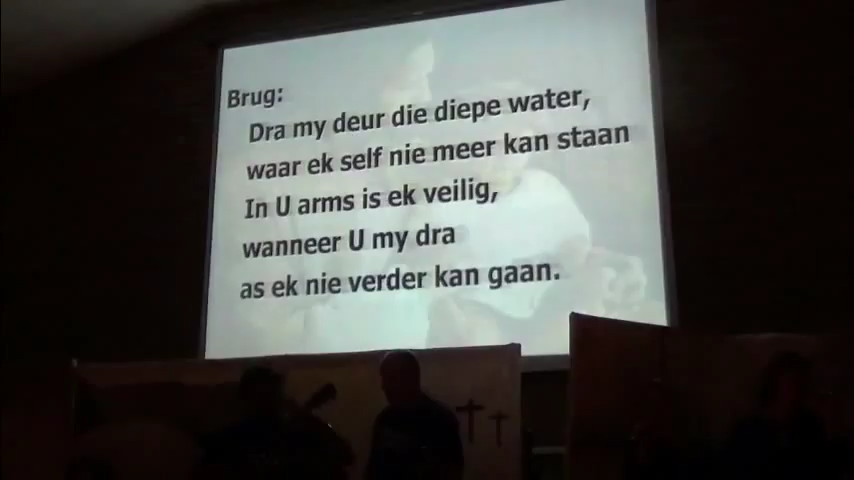 Brug:
Dra my deur die diepe water,
waar ek self nie meer kan staan
In U arms is ek veilig,
wanneer U my dra
as ek nie verder kan gaan.